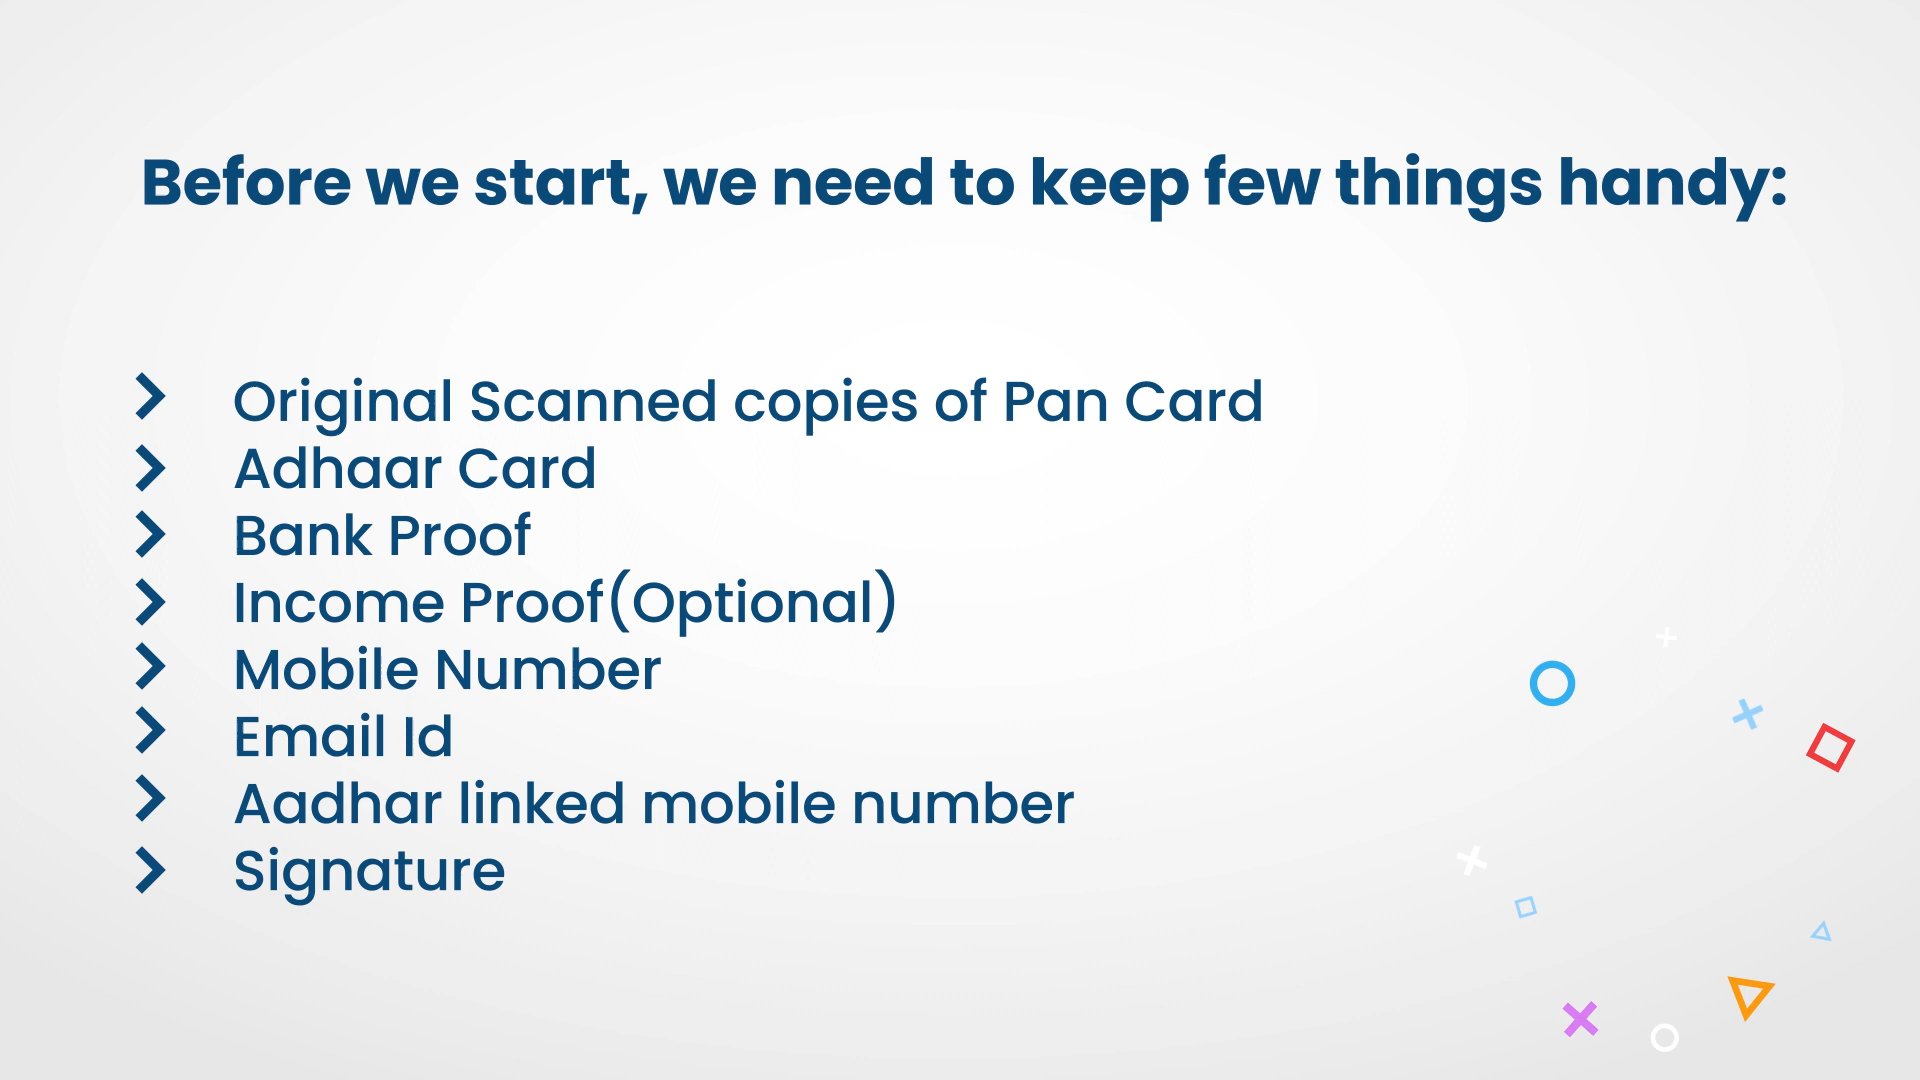 Before we start, we need to keep few things handy:
Original Scanned copies of Pan Card
Adhaar Card
Bank Proof
Income Proof(Optional)
Mobile Number
Email Id
Aadhar linked mobile number
Signature